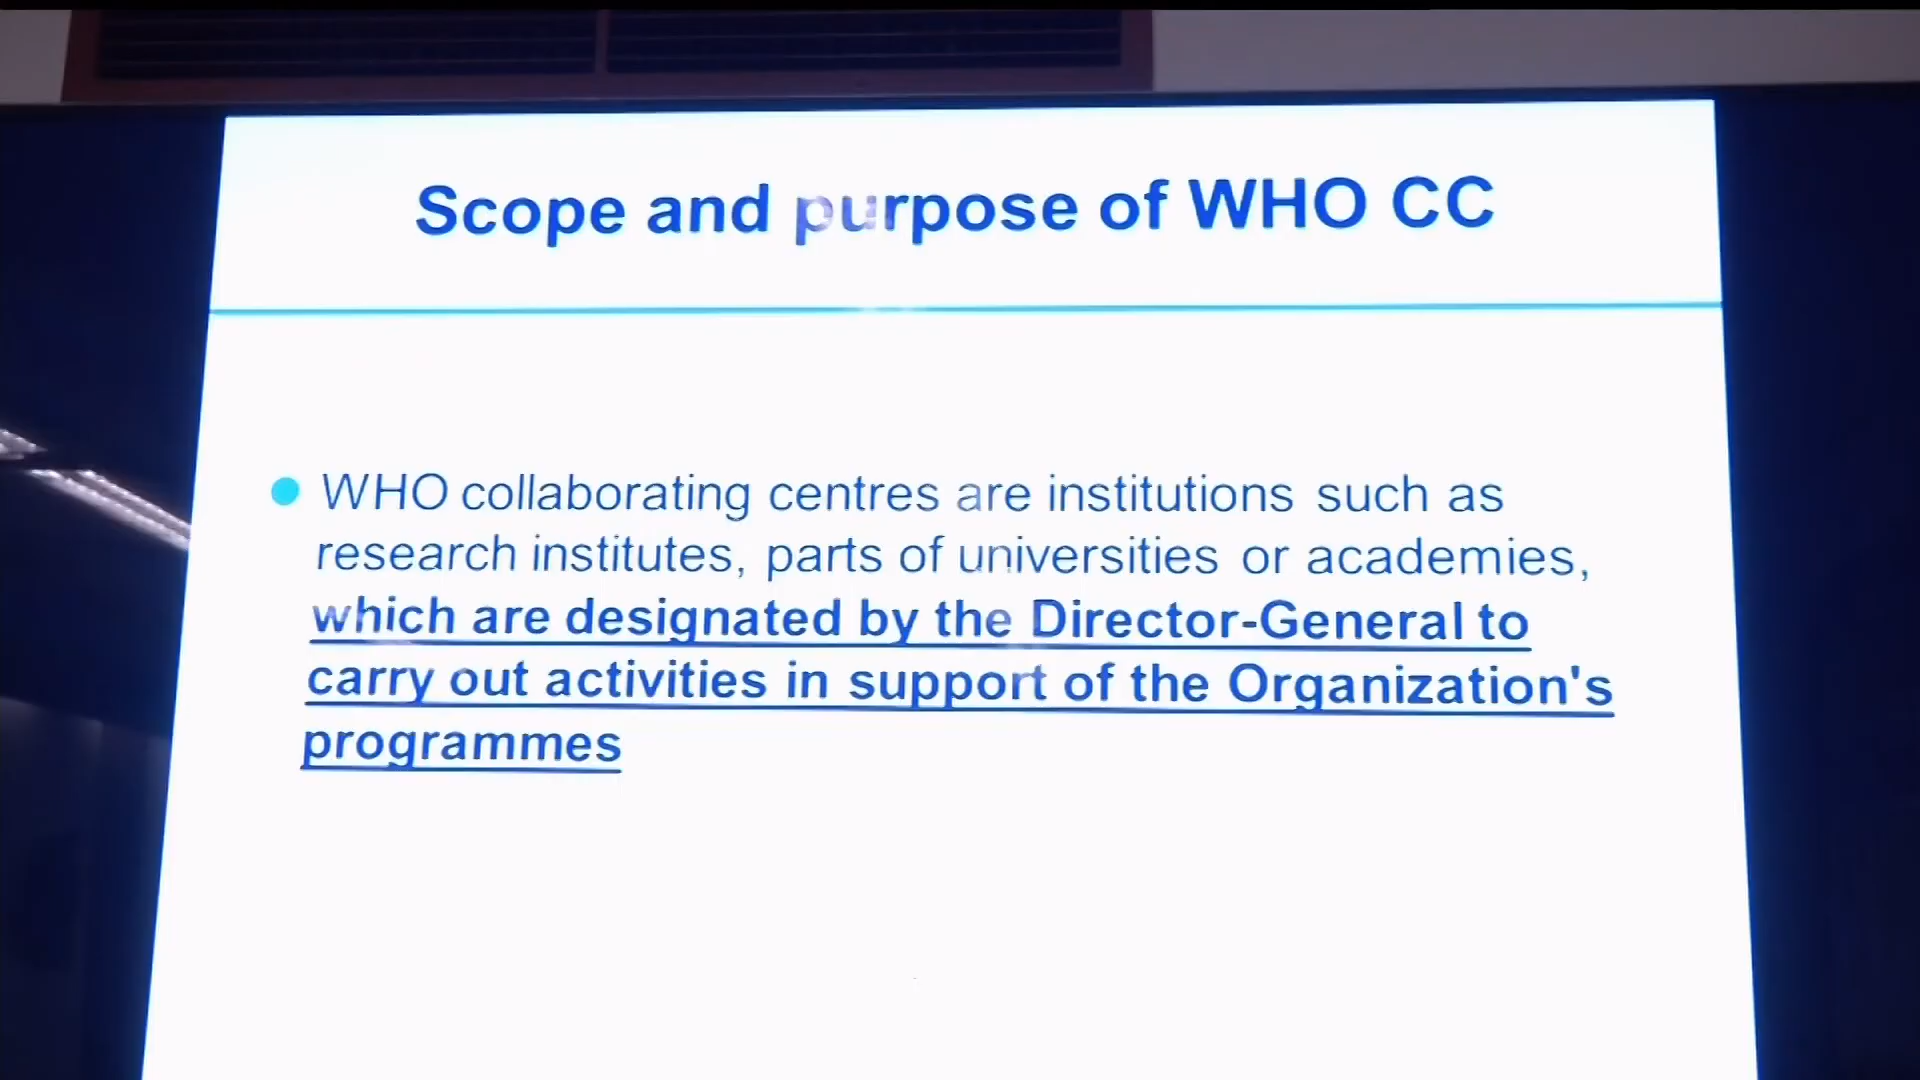 Scope and purpose of WHO CC
WHO collaborating centres are institutions such as
research institutes, parts of universities or academies,
which are designated by the Director-General to
carry out activities in support of the Organization's
programmes